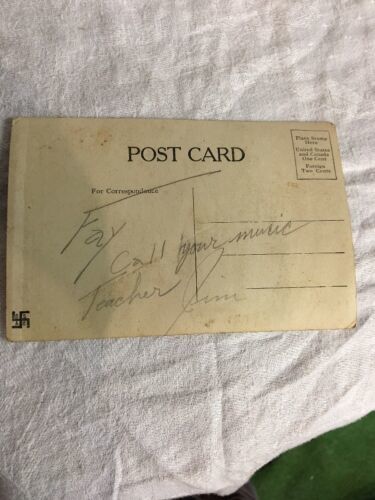 POST CARD
Place Stamp
Here
United States
and Canada
One Cent
Foreign
Two Cents
For Correspondence
Fay
Call your music
Teacher Jim